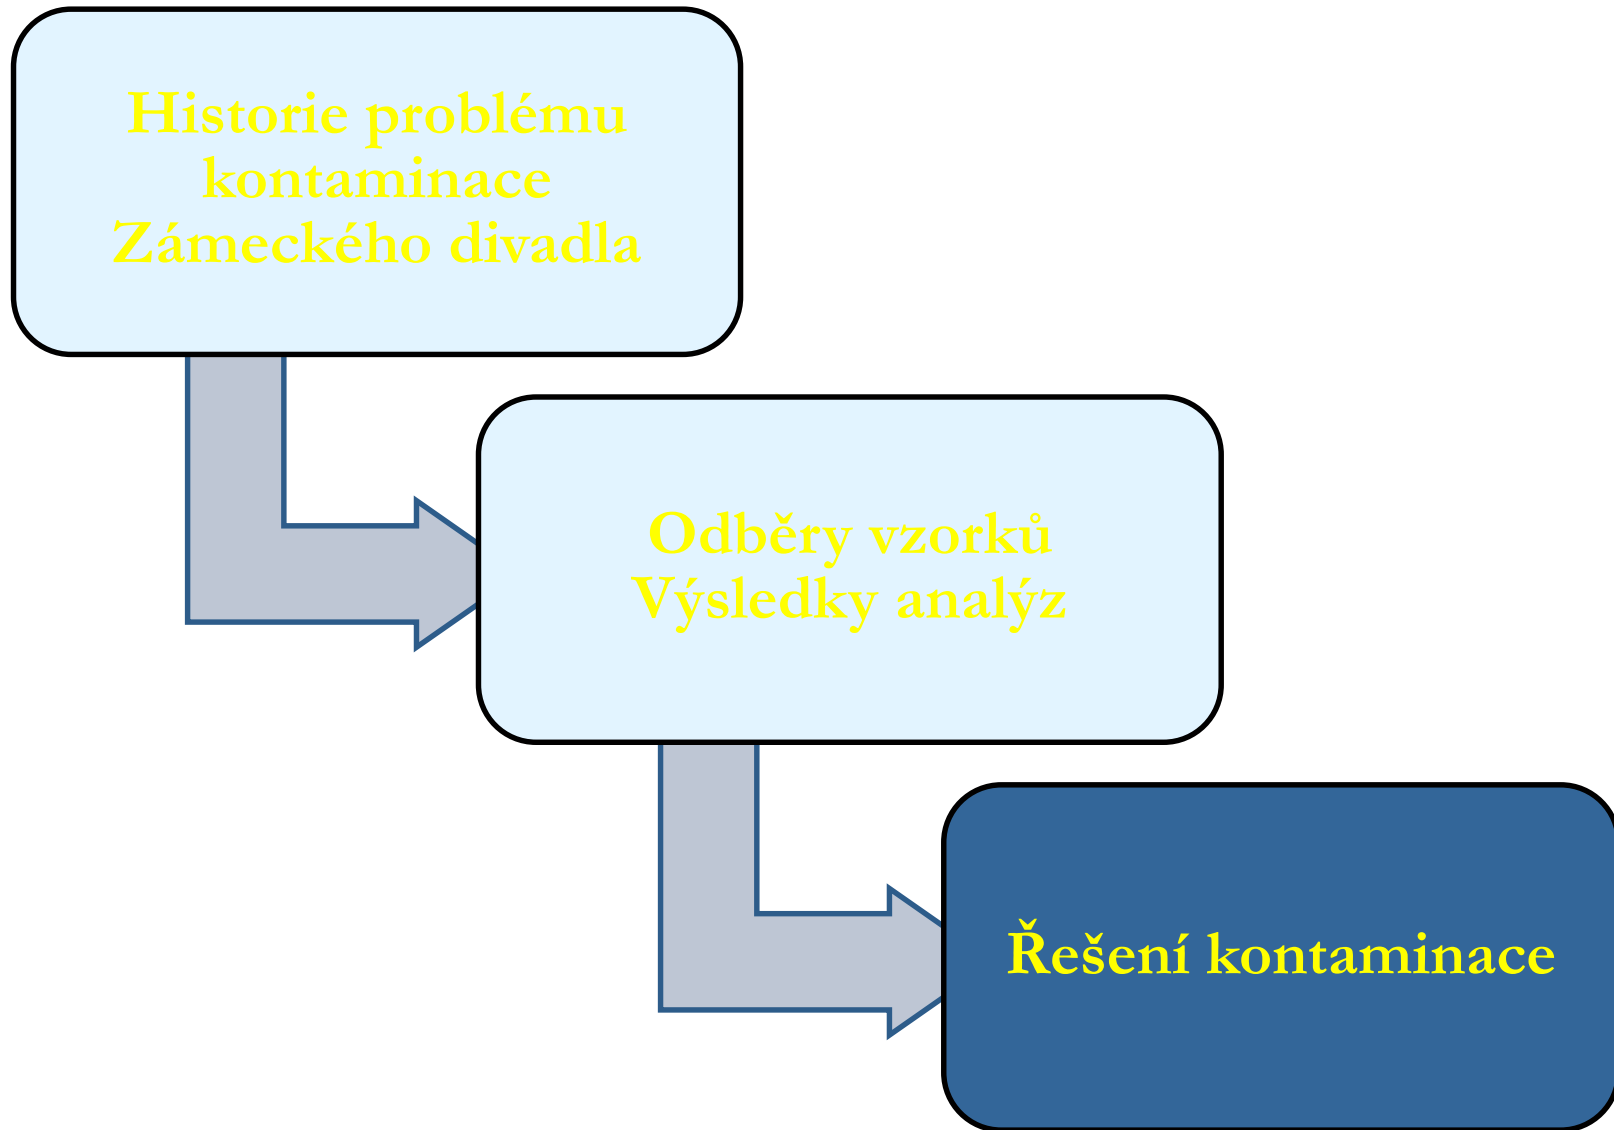 Historie problému
kontaminace
Zámeckého divadla
Odběry vzorků
Výsledky analýz
Řešení kontaminace